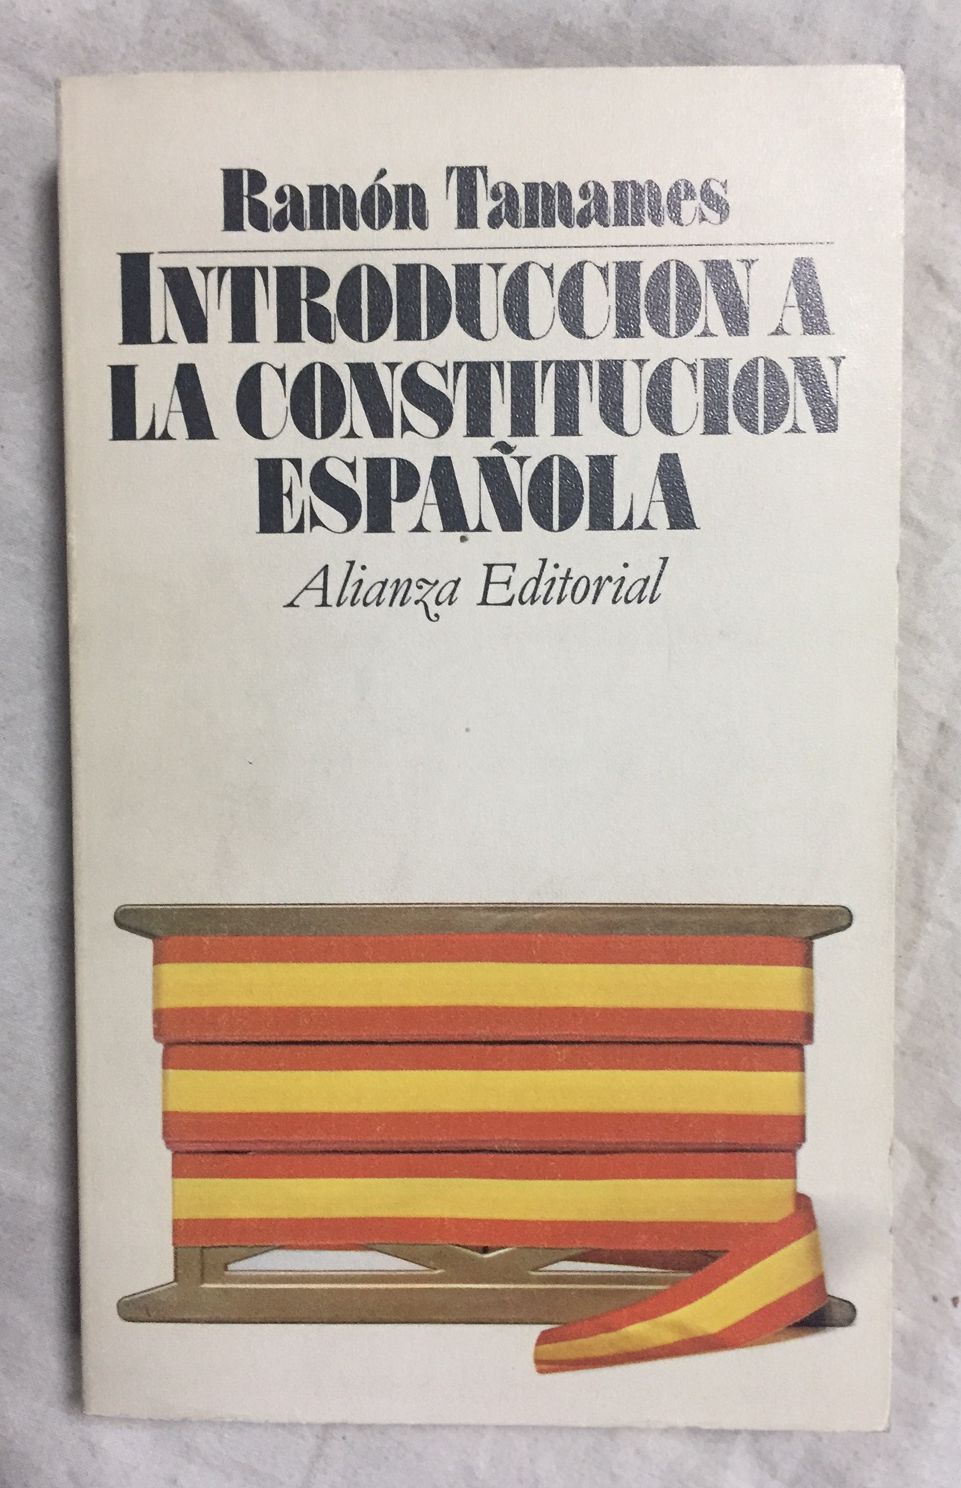 Ramón Tamames
INTRODUCCION A
LA CONSTITUCION
ESPAÑOLA
Alianza Editorial